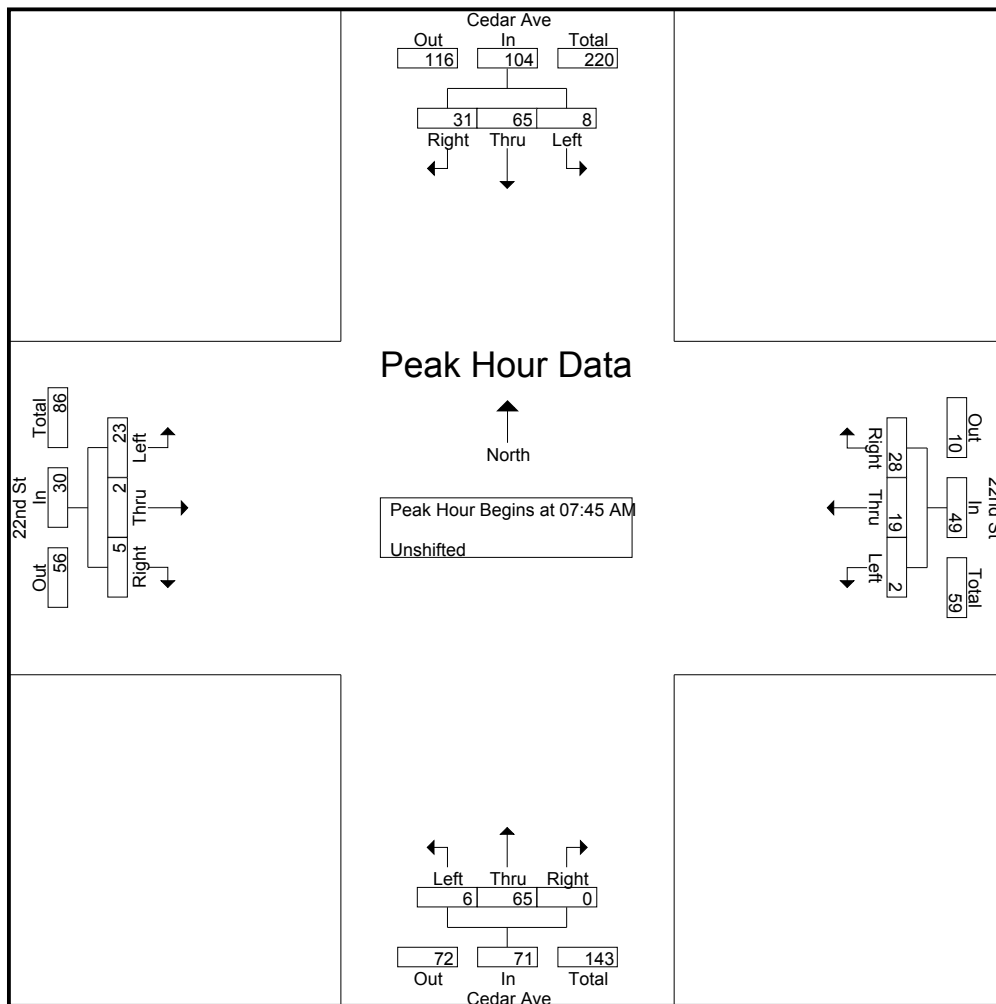 Cedar Ave
Out In Total
116 104 220
31 65 8
Right Thru Left
Peak Hour Data
North
Peak Hour Begins at 07:45 AM
Unshifted
22nd St
Total In Out
86 30 56
23 2 5
Left Thru Right
Right Thru Left
28 19 2
Out In Total
10 49 59
22nd St
Left Thru Right
6 65 0
72 71 143
Out In Total
Cedar Ave